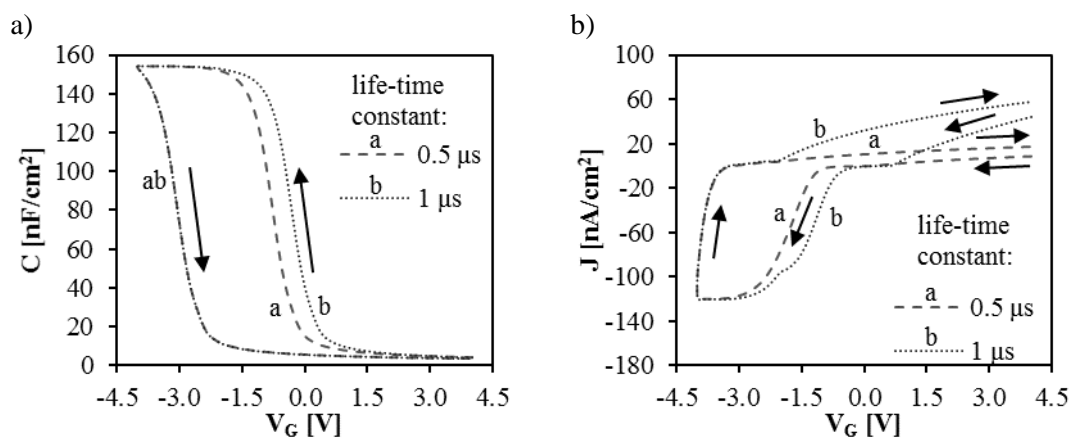 a)
160
140
120
100
80
60
40
20
0
C [nF/cm²]
-4.5 -3.0 -1.5 0.0 1.5 3.0 4.5
V_G [V]
life-time
constant:
a
0.5 μs
b
1 μs
ab
a
b
b)
100
60
20
-20
-60
-100
-140
-180
J [nA/cm²]
-4.5 -3.0 -1.5 0.0 1.5 3.0 4.5
V_G [V]
b
a
a
b
life-time
constant:
a
0.5 μs
b
1 μs